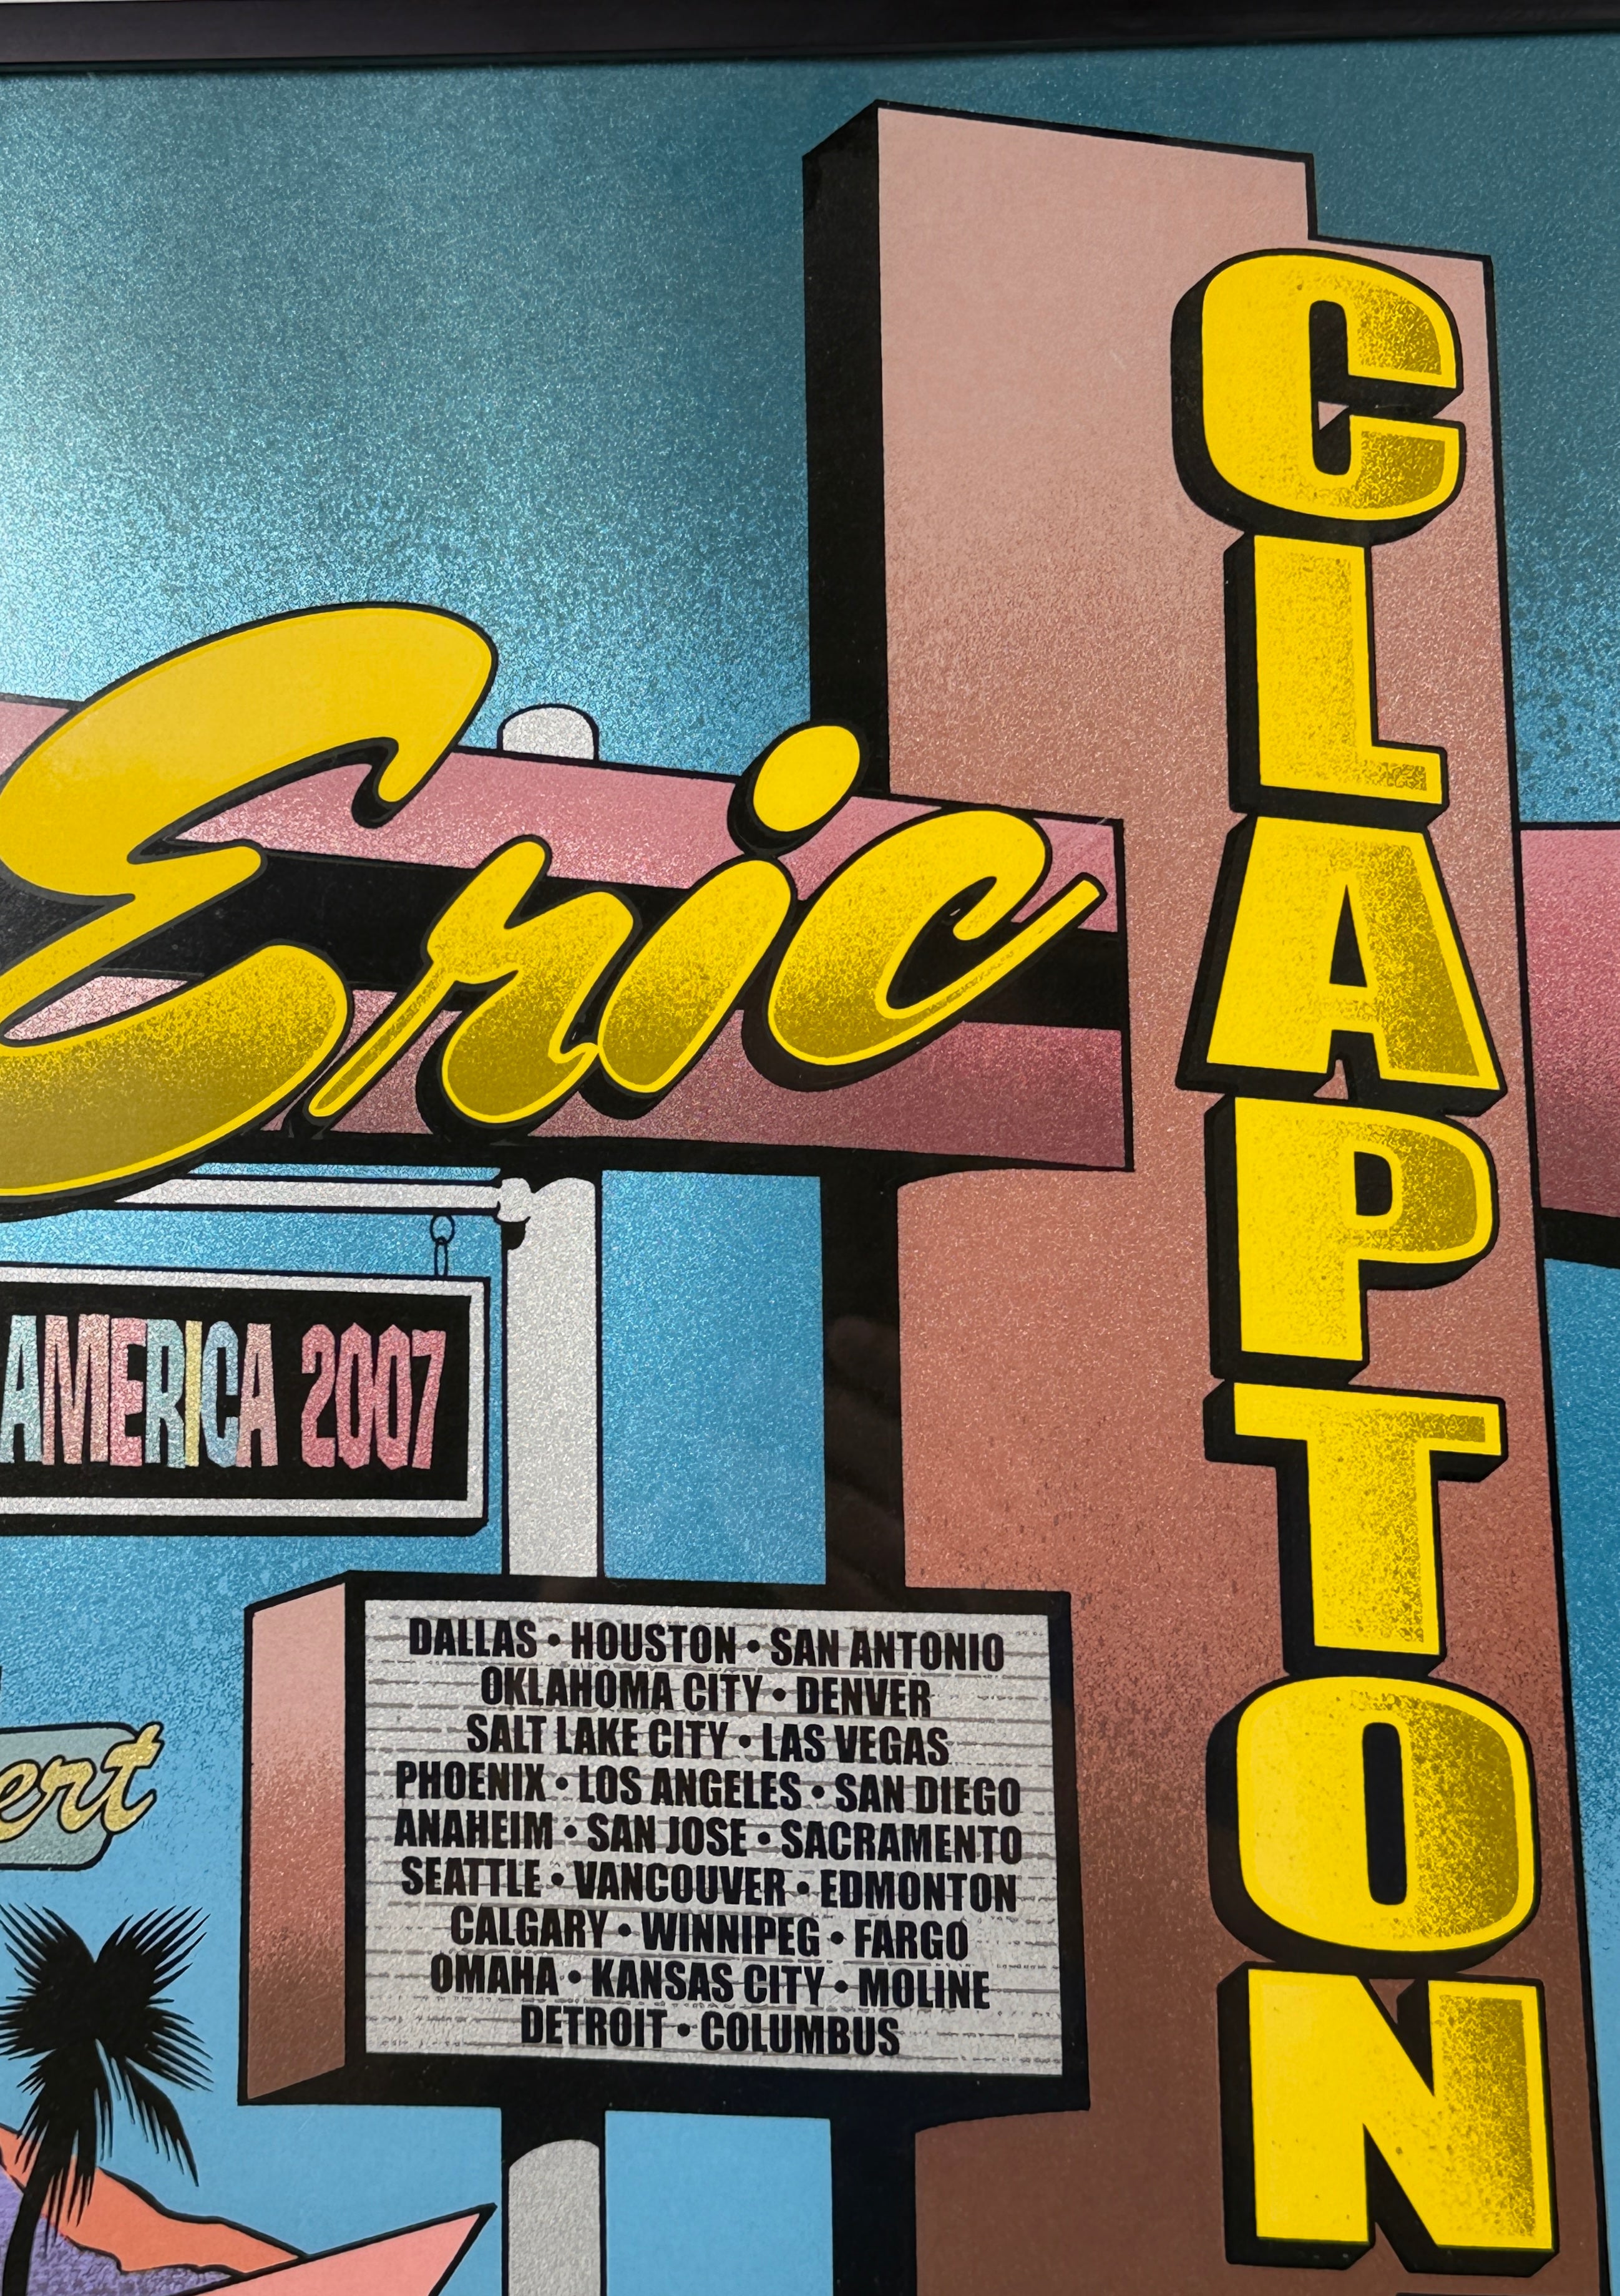 Eric
CLAPTON
AMERICA 2007
DALLAS • HOUSTON • SAN ANTONIO
OKLAHOMA CITY • DENVER
SALT LAKE CITY • LAS VEGAS
PHOENIX • LOS ANGELES • SAN DIEGO
ANAHEIM • SAN JOSE • SACRAMENTO
SEATTLE • VANCOUVER • EDMONTON
CALGARY • WINNIPEG • FARGO
OMAHA • KANSAS CITY • MOLINE
DETROIT • COLUMBUS